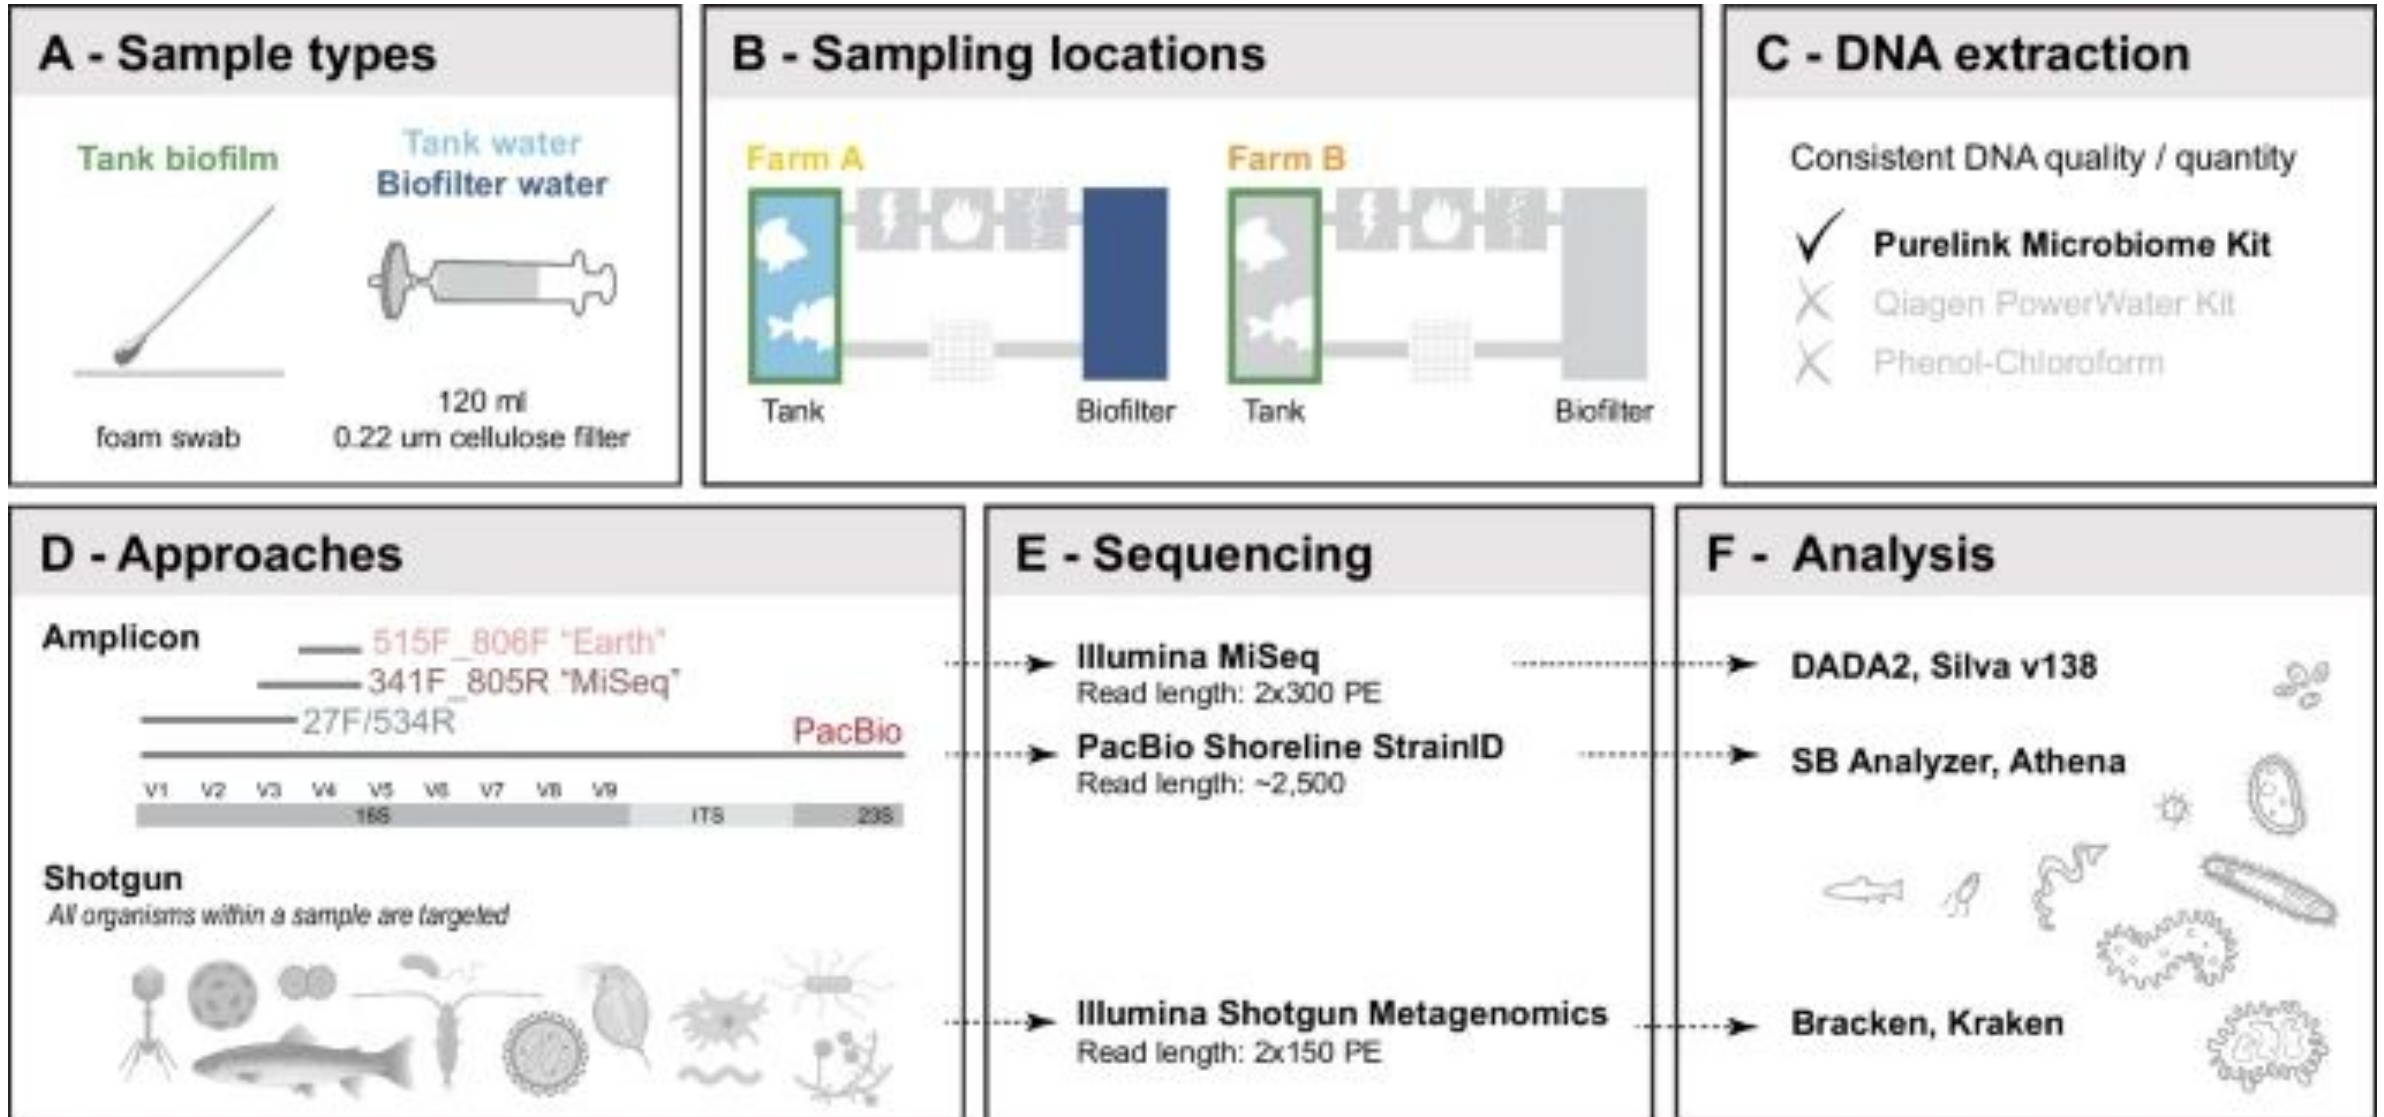 A - Sample types
Tank biofilm
Tank water
Biofilter water
foam swab
120 ml
0.22 um cellulose filter
B - Sampling locations
Farm A
Tank
Biofilter
Farm B
Tank
Biofilter
C - DNA extraction
Consistent DNA quality / quantity
Purelink Microbiome Kit
Qiagen PowerWater Kit
Phenol-Chloroform
D - Approaches
Amplicon
515F_806F “Earth”
341F_805R “MiSeq”
27F/534R
PacBio
V1 V2 V3 V4 V5 V6 V7 V8 V9
16S ITS 23S
Shotgun
All organisms within a sample are targeted
E - Sequencing
Illumina MiSeq
Read length: 2x300 PE
PacBio Shoreline StrainID
Read length: ~2,500
Illumina Shotgun Metagenomics
Read length: 2x150 PE
F - Analysis
DADA2, Silva v138
SB Analyzer, Athena
Bracken, Kraken